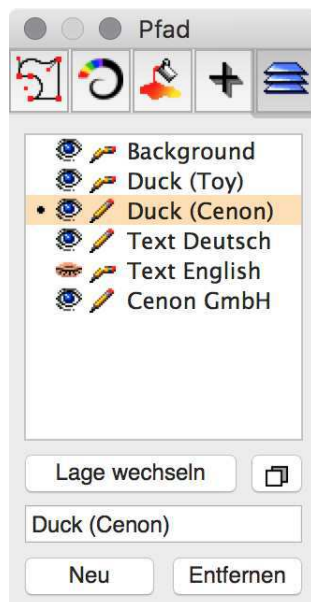 Pfad
Background
Duck (Toy)
Duck (Cenon)
Text Deutsch
Text English
Cenon GmbH
Lage wechseln
Duck (Cenon)
Neu Entfernen